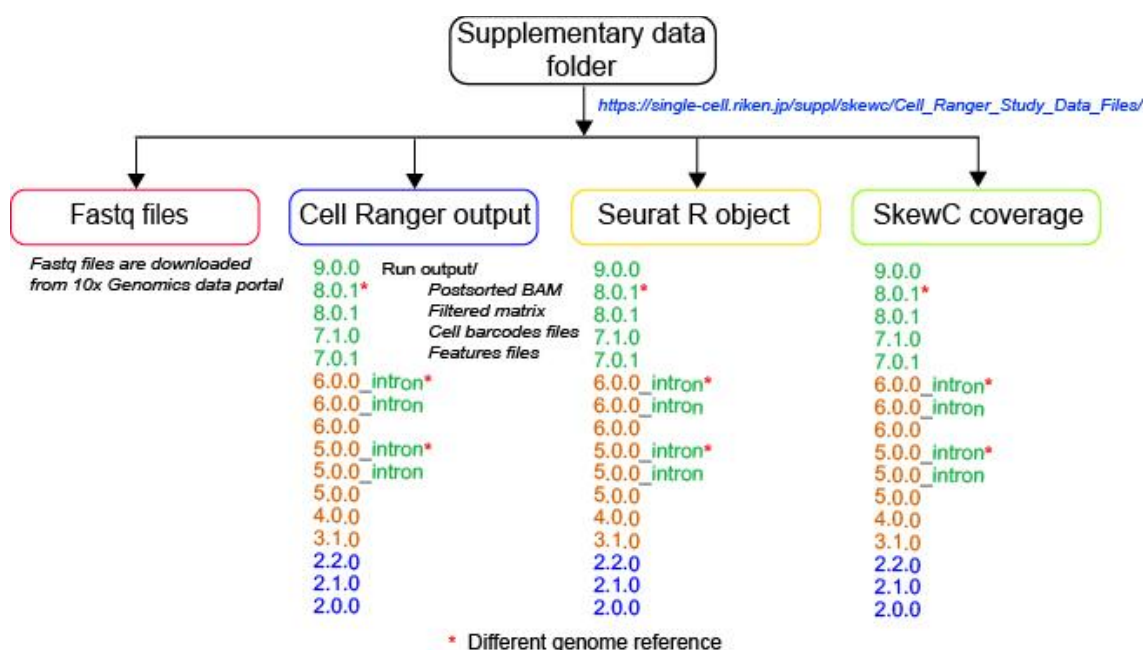 Supplementary data
folder
https://single-cell.riken.jp/suppl/skewc/Cell_Ranger_Study_Data_Files/
Fastq files
Fastq files are downloaded
from 10x Genomics data portal
Cell Ranger output
9.0.0
8.0.1*
8.0.1
7.1.0
7.0.1
6.0.0_intron*
6.0.0_intron
6.0.0
5.0.0_intron*
5.0.0_intron
5.0.0
4.0.0
3.1.0
2.2.0
2.1.0
2.0.0
Run output/
Postsorted BAM
Filtered matrix
Cell barcodes files
Features files
Seurat R object
9.0.0
8.0.1*
8.0.1
7.1.0
7.0.1
6.0.0_intron*
6.0.0_intron
6.0.0
5.0.0_intron*
5.0.0_intron
5.0.0
4.0.0
3.1.0
2.2.0
2.1.0
2.0.0
SkewC coverage
9.0.0
8.0.1*
8.0.1
7.1.0
7.0.1
6.0.0_intron*
6.0.0_intron
6.0.0
5.0.0_intron*
5.0.0_intron
5.0.0
4.0.0
3.1.0
2.2.0
2.1.0
2.0.0
* Different genome reference